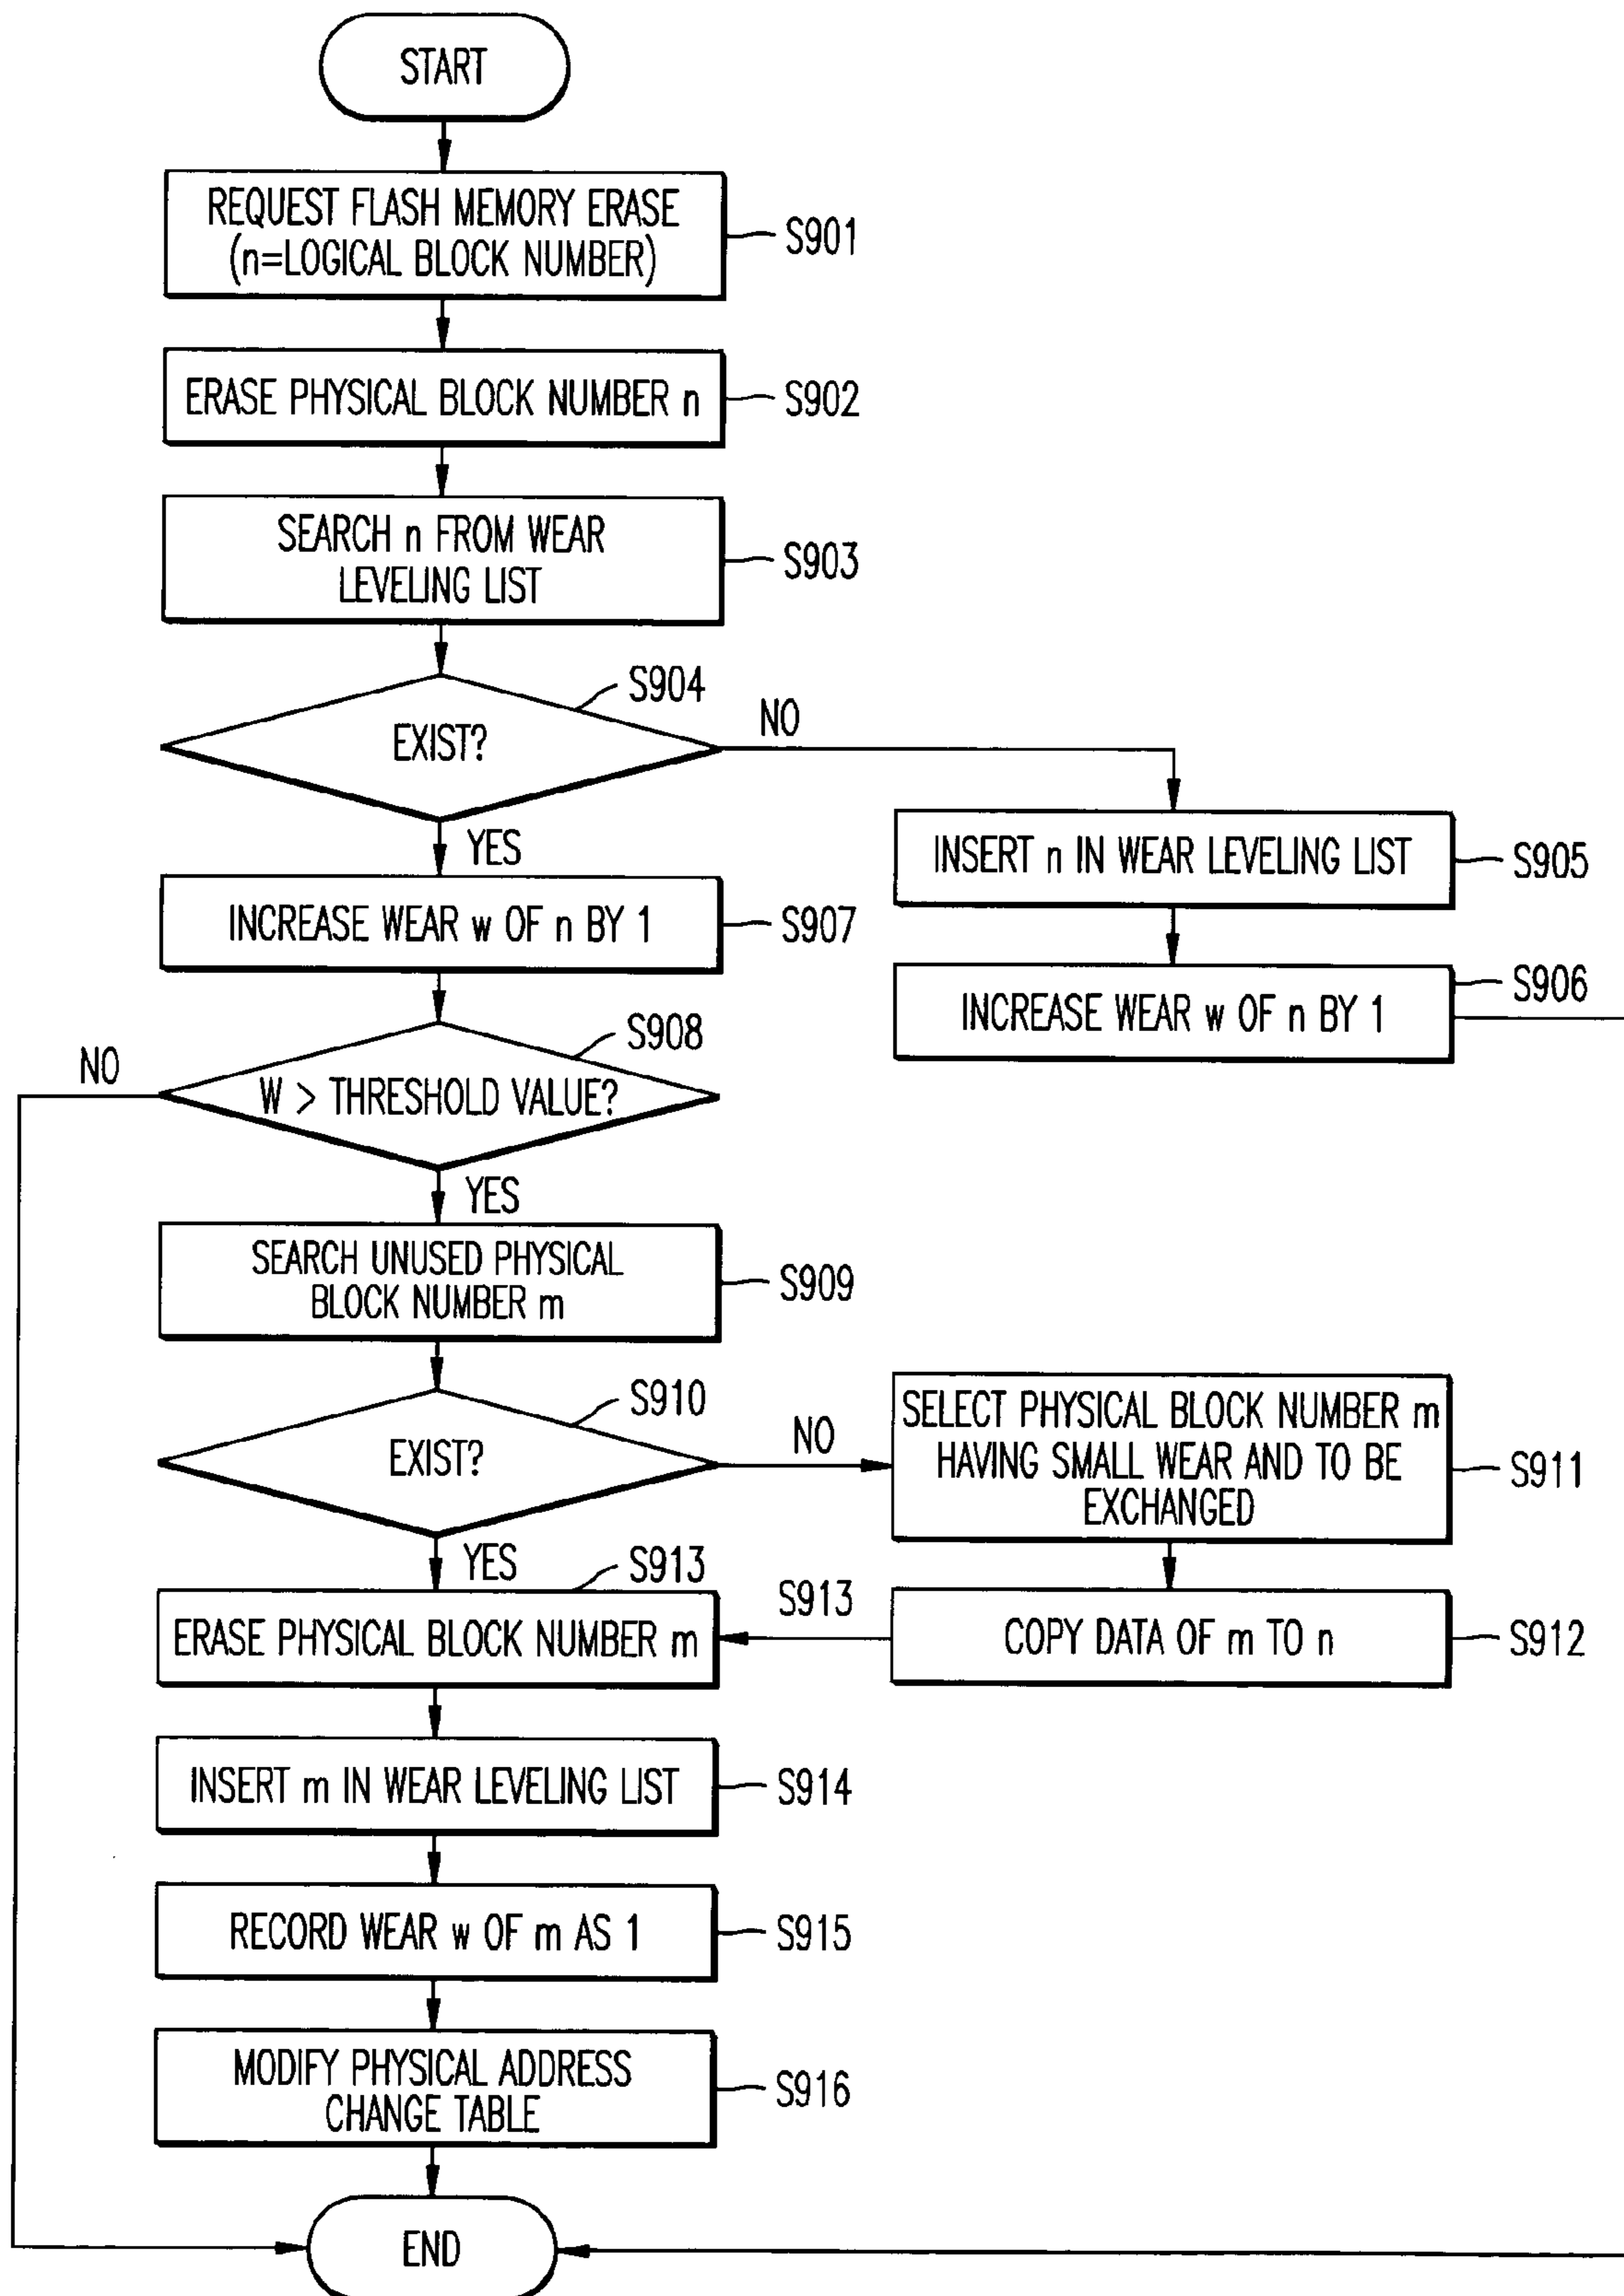 START
REQUEST FLASH MEMORY ERASE
(n=LOGICAL BLOCK NUMBER)
S901
ERASE PHYSICAL BLOCK NUMBER n
S902
SEARCH n FROM WEAR
LEVELING LIST
S903
S904
EXIST?
NO
YES
INSERT n IN WEAR LEVELING LIST
S905
INCREASE WEAR w OF n BY 1
S907
INCREASE WEAR w OF n BY 1
S906
S908
NO
W > THRESHOLD VALUE?
YES
SEARCH UNUSED PHYSICAL
BLOCK NUMBER m
S909
S910
EXIST?
NO
SELECT PHYSICAL BLOCK NUMBER m
HAVING SMALL WEAR AND TO BE
EXCHANGED
S911
YES
S913
ERASE PHYSICAL BLOCK NUMBER m
S913
COPY DATA OF m TO n
S912
INSERT m IN WEAR LEVELING LIST
S914
RECORD WEAR w OF m AS 1
S915
MODIFY PHYSICAL ADDRESS
CHANGE TABLE
S916
END